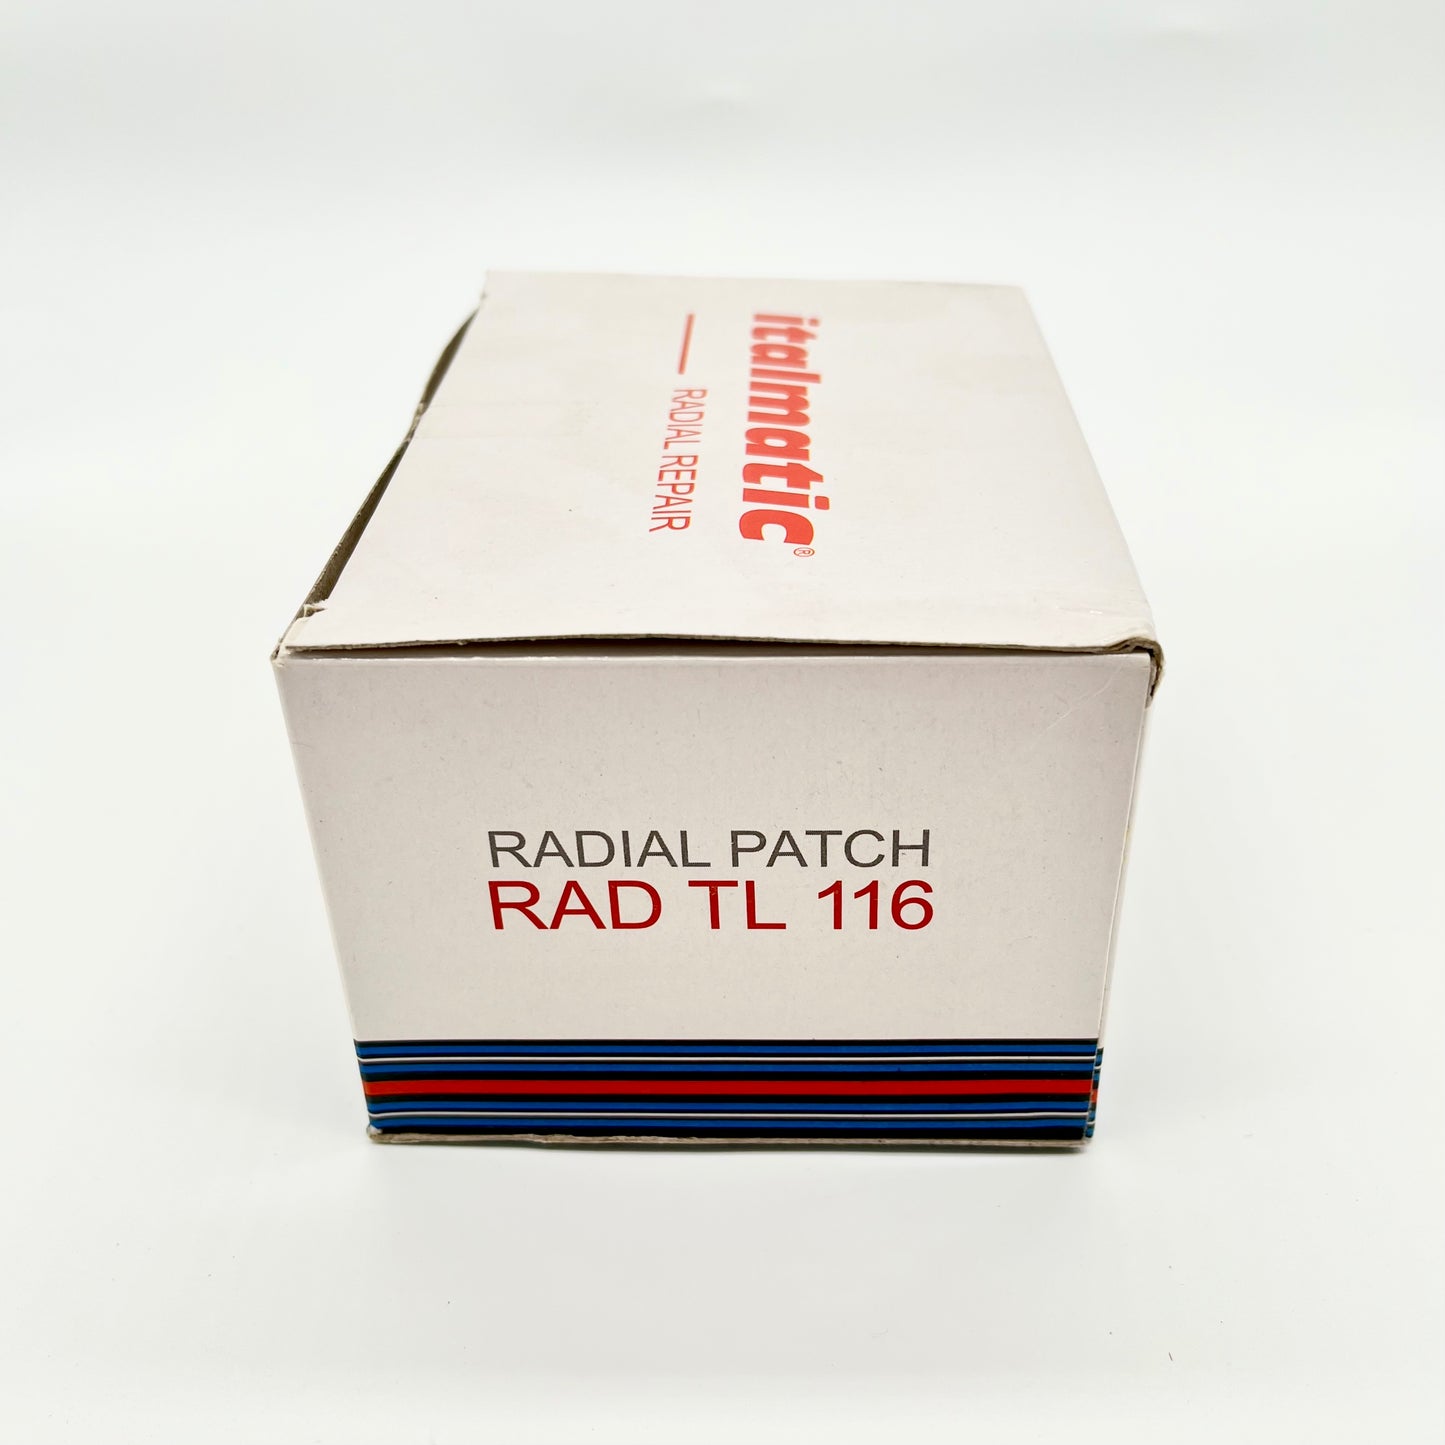 italmatic®
RADIAL REPAIR
RADIAL PATCH
RAD TL 116